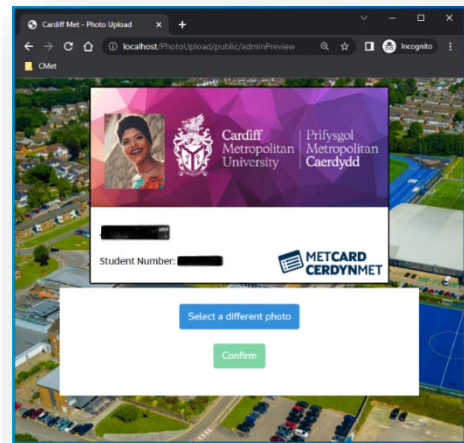 Cardiff Met - Photo Upload
localhost/PhotoUpload/public/adminPreview
Incognito
CMet
Cardiff
Metropolitan
University
Prifysgol
Metropolitan
Caerdydd
Student Number:
METCARD
CERDYNMET
Select a different photo
Confirm